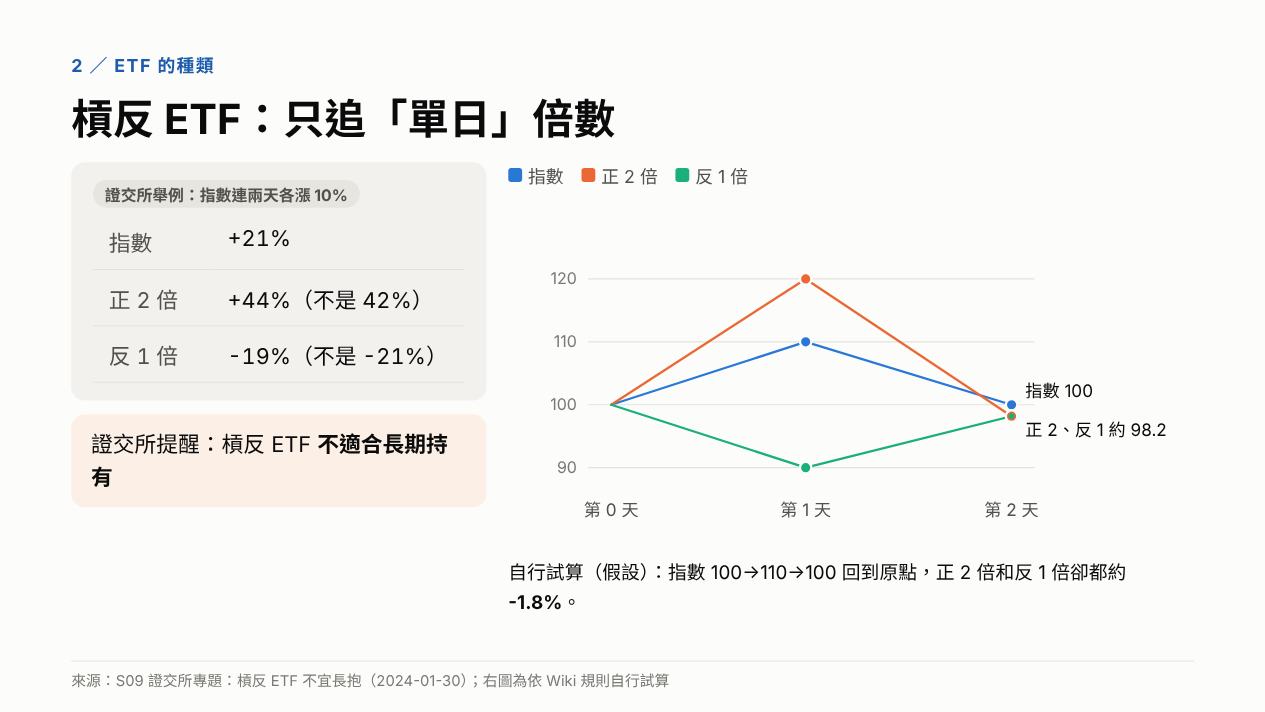 2 ／ ETF 的種類
槓反 ETF：只追「單日」倍數
證交所舉例：指數連兩天各漲 10%
指數 +21%
正 2 倍 +44%（不是 42%）
反 1 倍 -19%（不是 -21%）
證交所提醒：槓反 ETF 不適合長期持
有
指數 正 2 倍 反 1 倍
120
110
100
90
指數 100
正 2、反 1 約 98.2
第 0 天 第 1 天 第 2 天
自行試算（假設）：指數 100→110→100 回到原點，正 2 倍和反 1 倍卻都約
-1.8%。
來源：S09 證交所專題：槓反 ETF 不宜長抱（2024-01-30）；右圖為依 Wiki 規則自行試算